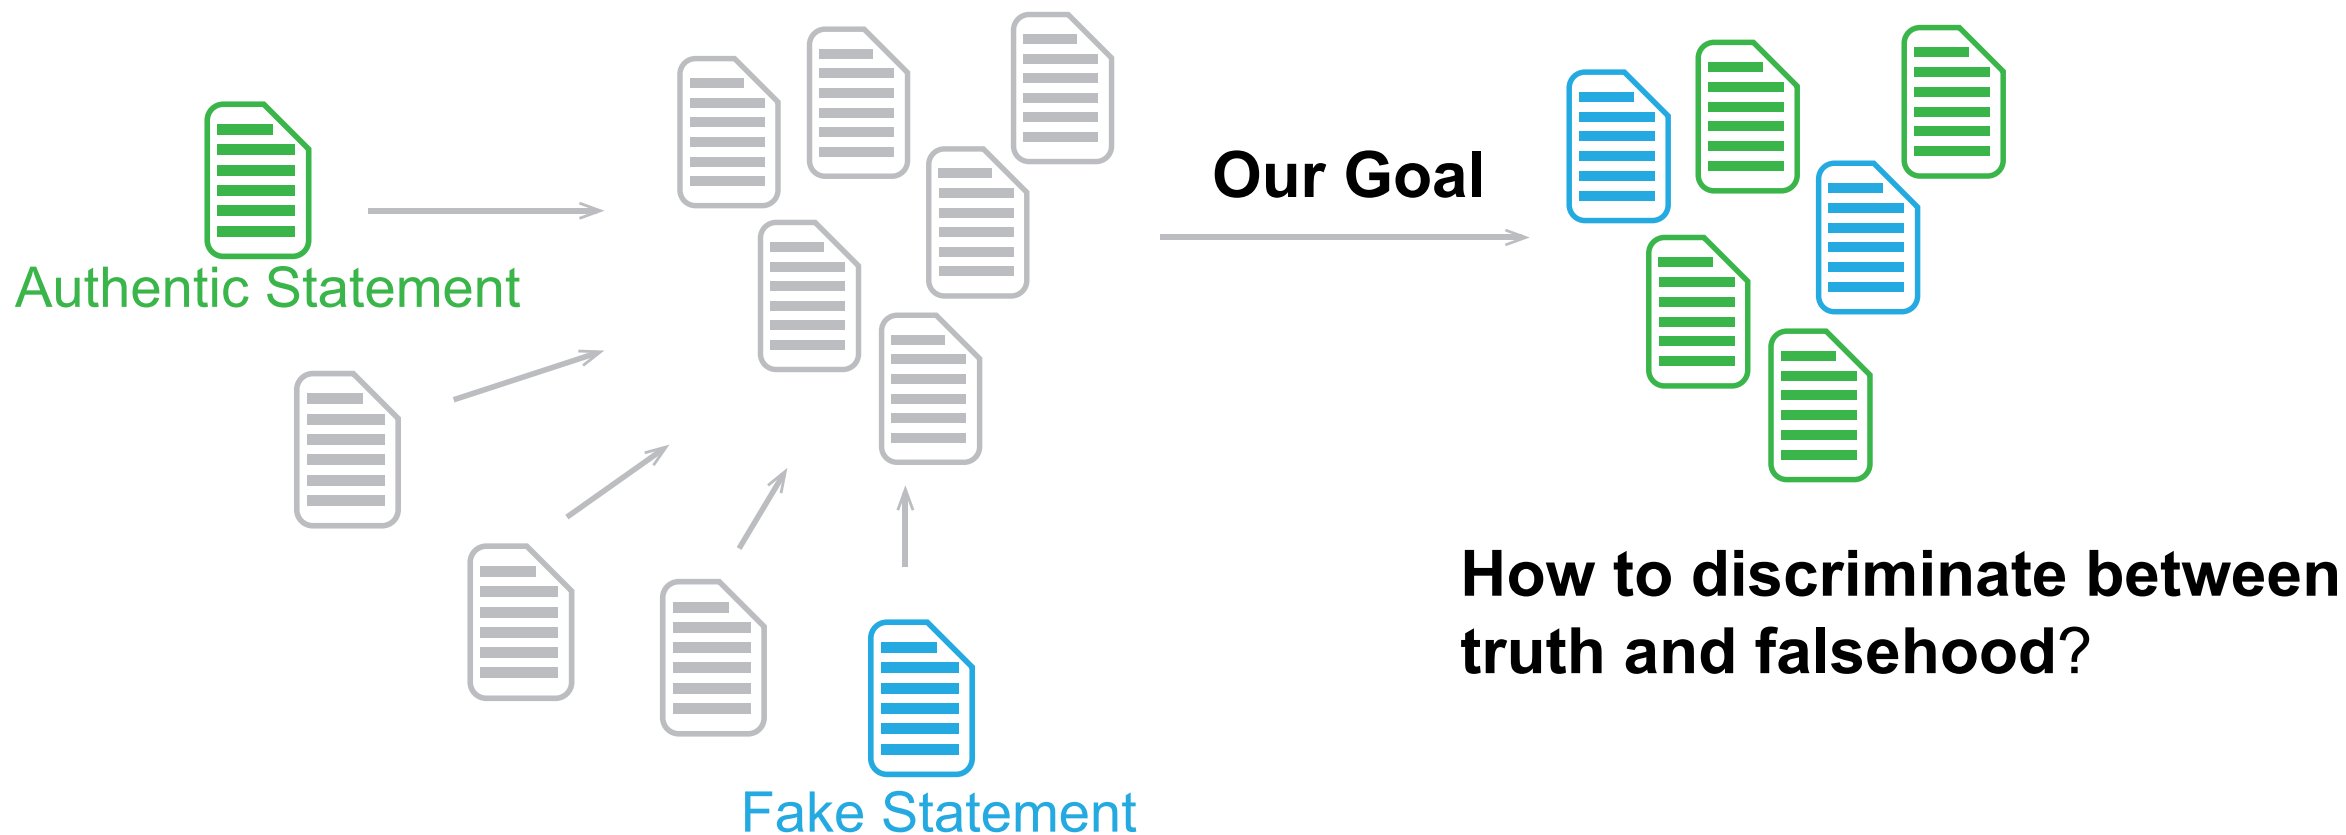 Authentic Statement
Our Goal
How to discriminate between
truth and falsehood?
Fake Statement